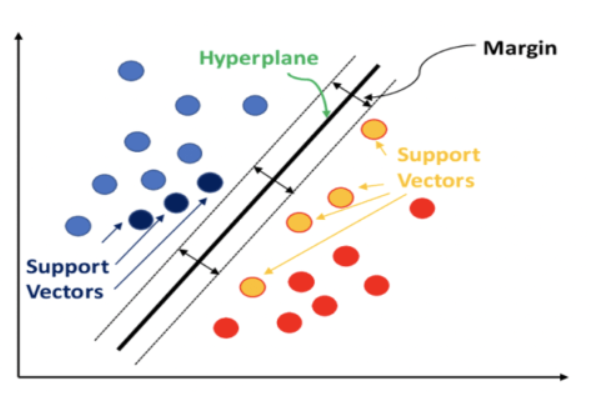 Margin
Hyperplane
Support
Vectors
Support
Vectors